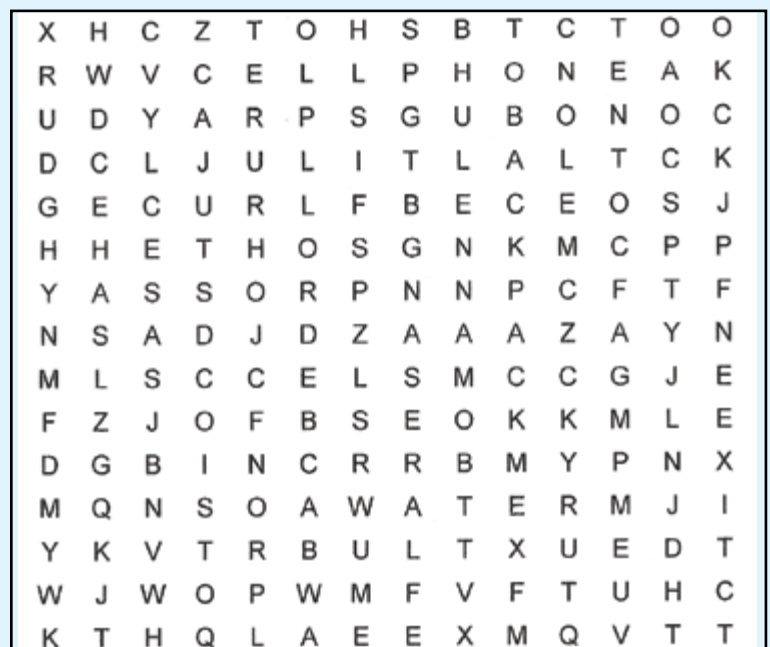 X H C Z T O H S B T C T O O
R W V C E L L P H O N E A K
U D Y A R P S G U B O N O C
D C L J U L I T L A L T C K
G E C U R L F B E C E O S J
H H E T H O S G N K M C P P
Y A S S O R P N N P C F T F
N S A D J D Z A A A Z A Y N
M L S C C E L S M C C G J E
F Z J O F B S E O K K M L E
D G B I N C R R B M Y P N X
M Q N S O A W A T E R M J I
Y K V T R B U L T X U E D T
W J W O P W M F V F T U H C
K T H Q L A E E X M Q V T T